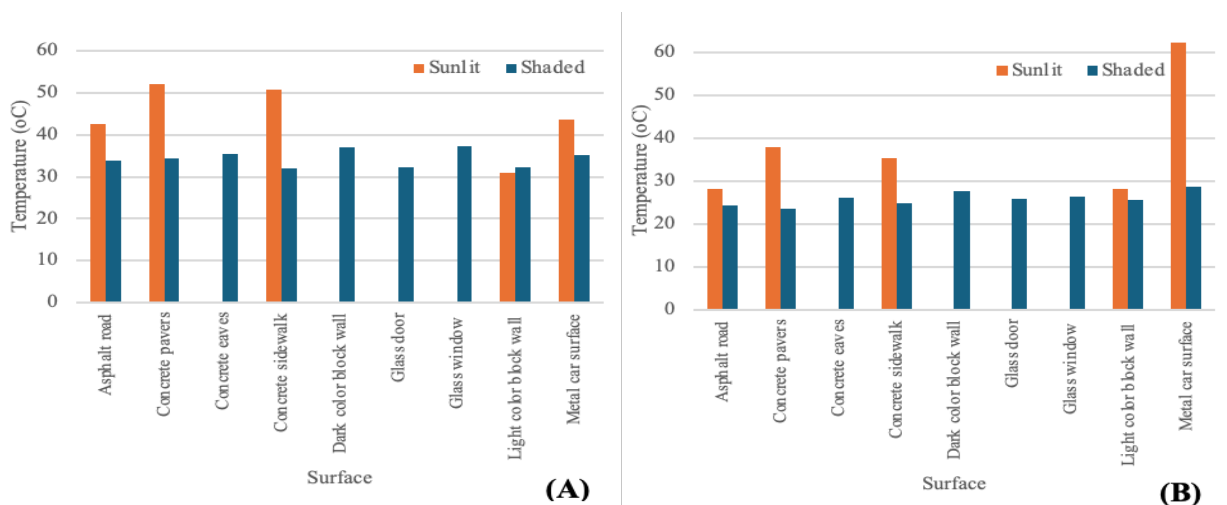 60
50
40
30
20
10
0
Temperature (oC)
Sunlit
Shaded
Asphalt road
Concrete pavers
Concrete eaves
Concrete sidewalk
Dark color block wall
Glass door
Glass window
Light color block wall
Metal car surface
Surface
(A)
60
50
40
30
20
10
0
Temperature (oC)
Sunlit
Shaded
Asphalt road
Concrete pavers
Concrete eaves
Concrete sidewalk
Dark color block wall
Glass door
Glass window
Light color block wall
Metal car surface
Surface
(B)